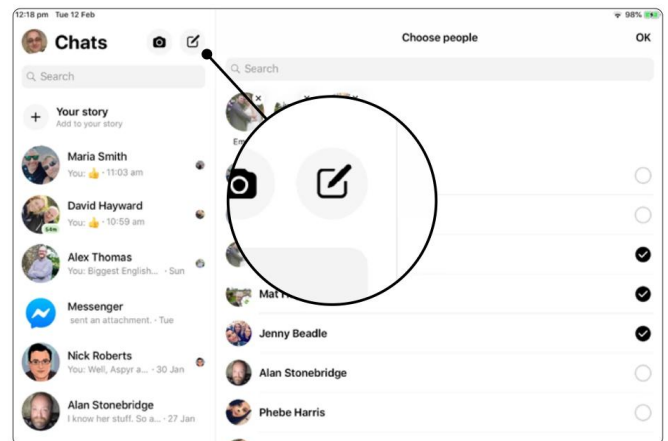 12:18 pm Tue 12 Feb
98%
Chats
Choose people
OK
Search
Search
Your story
Add to your story
Maria Smith
You: 👍 · 11:03 am
David Hayward
You: 👍 · 10:59 am
54m
Alex Thomas
You: Biggest English... · Sun
Messenger
sent an attachment. · Tue
Nick Roberts
You: Well, Aspyr a... · 30 Jan
Alan Stonebridge
I know her stuff. So a... · 27 Jan
Em
Mat
Jenny Beadle
Alan Stonebridge
Phebe Harris